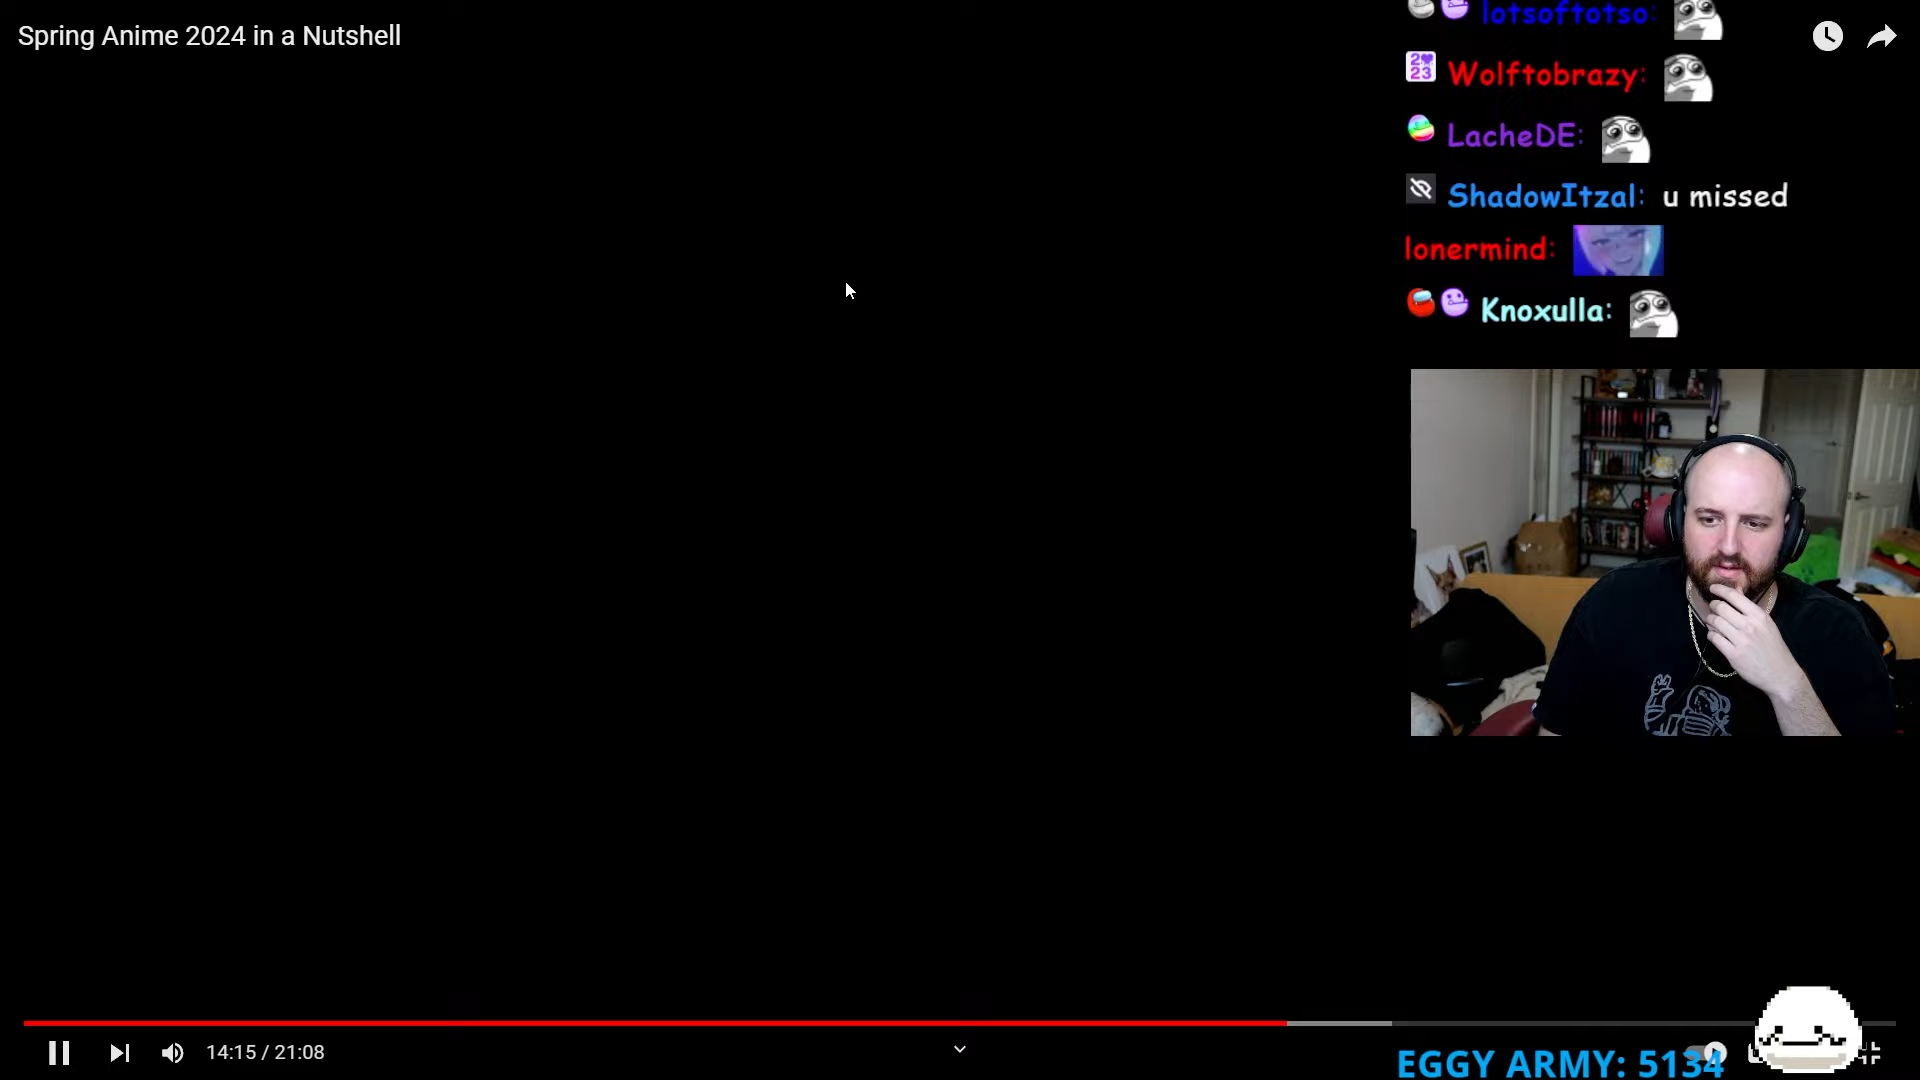 Spring Anime 2024 in a Nutshell
lotsoftotso:
Wolftobrazy:
LacheDE:
ShadowItzal: u missed
lonermind:
Knoxulla:
14:15 / 21:08
EGGY ARMY: 5134